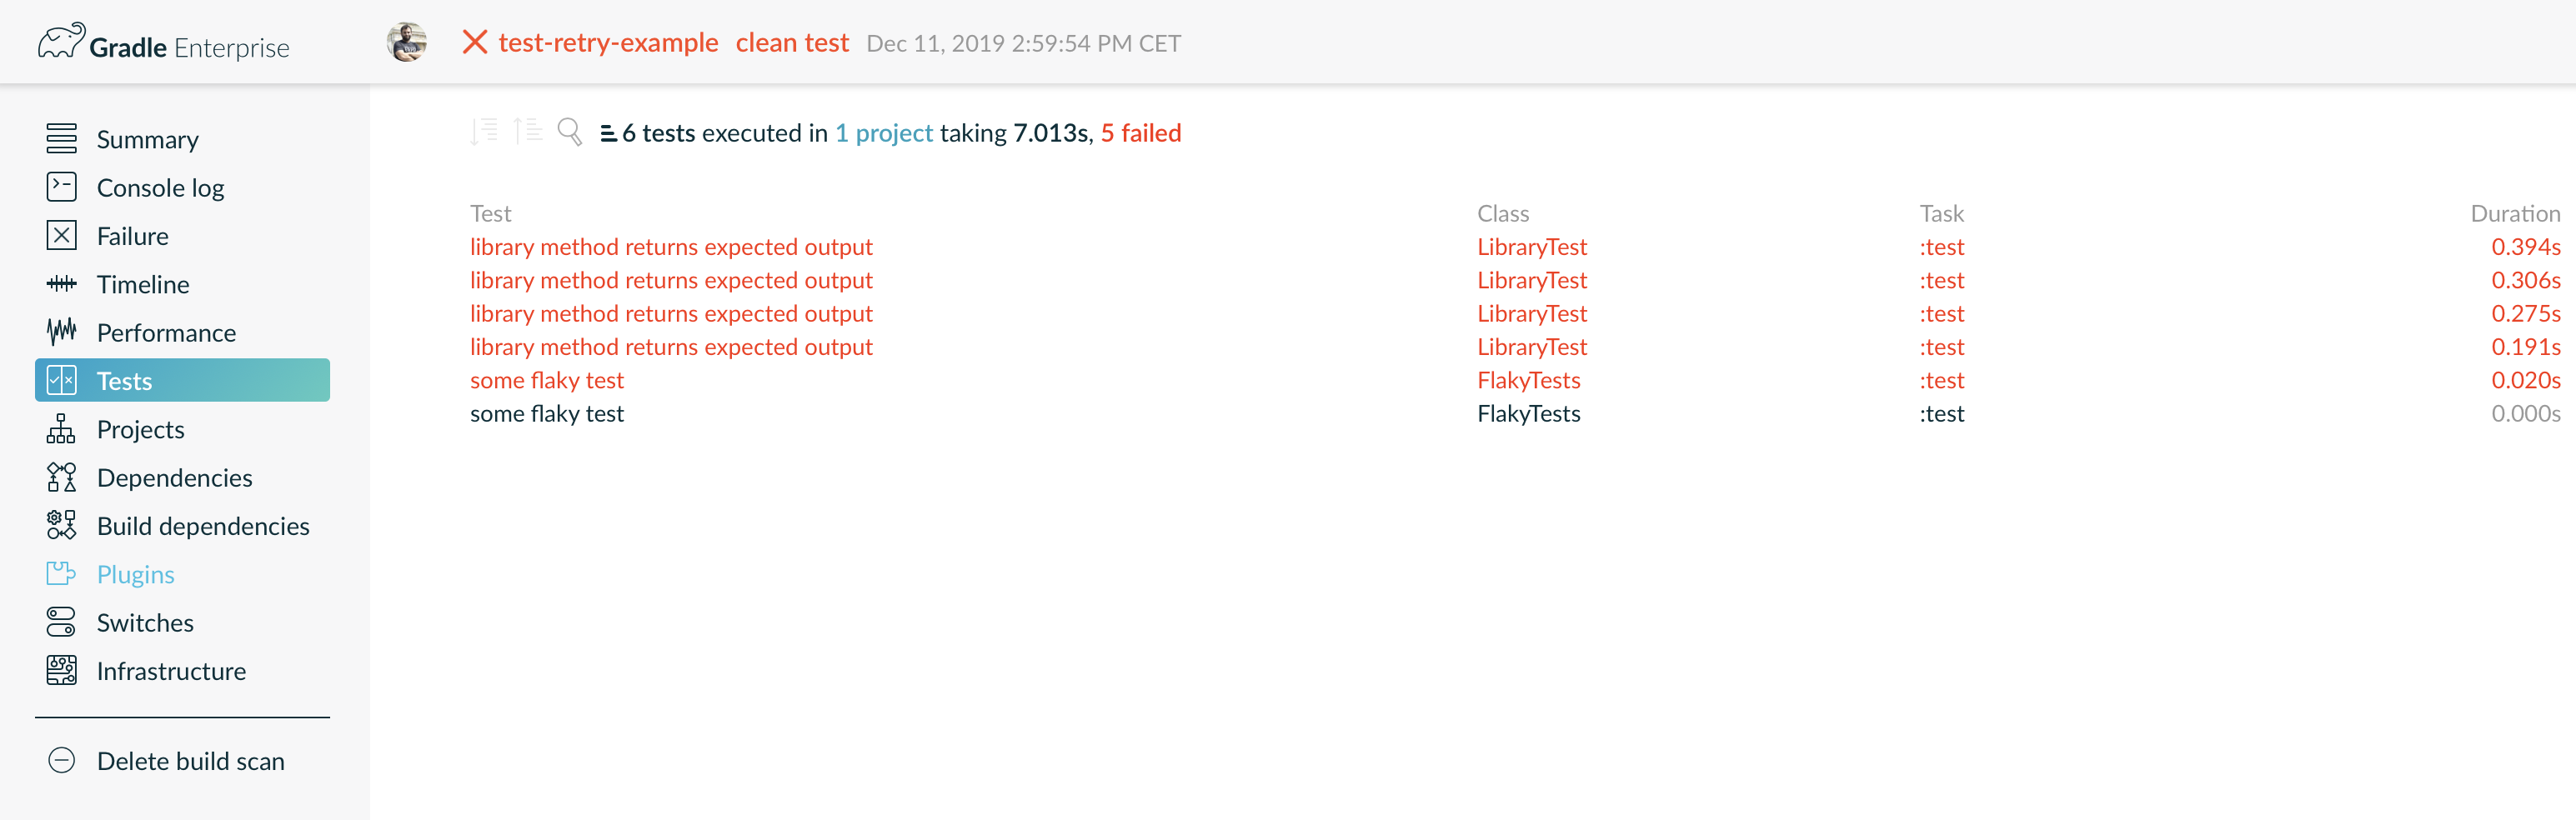 Gradle Enterprise
test-retry-example clean test Dec 11, 2019 2:59:54 PM CET
Summary
Console log
Failure
Timeline
Performance
Tests
Projects
Dependencies
Build dependencies
Plugins
Switches
Infrastructure
Delete build scan
6 tests executed in 1 project taking 7.013s, 5 failed
Test Class Task Duration
library method returns expected output LibraryTest :test 0.394s
library method returns expected output LibraryTest :test 0.306s
library method returns expected output LibraryTest :test 0.275s
library method returns expected output LibraryTest :test 0.191s
some flaky test FlakyTests :test 0.020s
some flaky test FlakyTests :test 0.000s